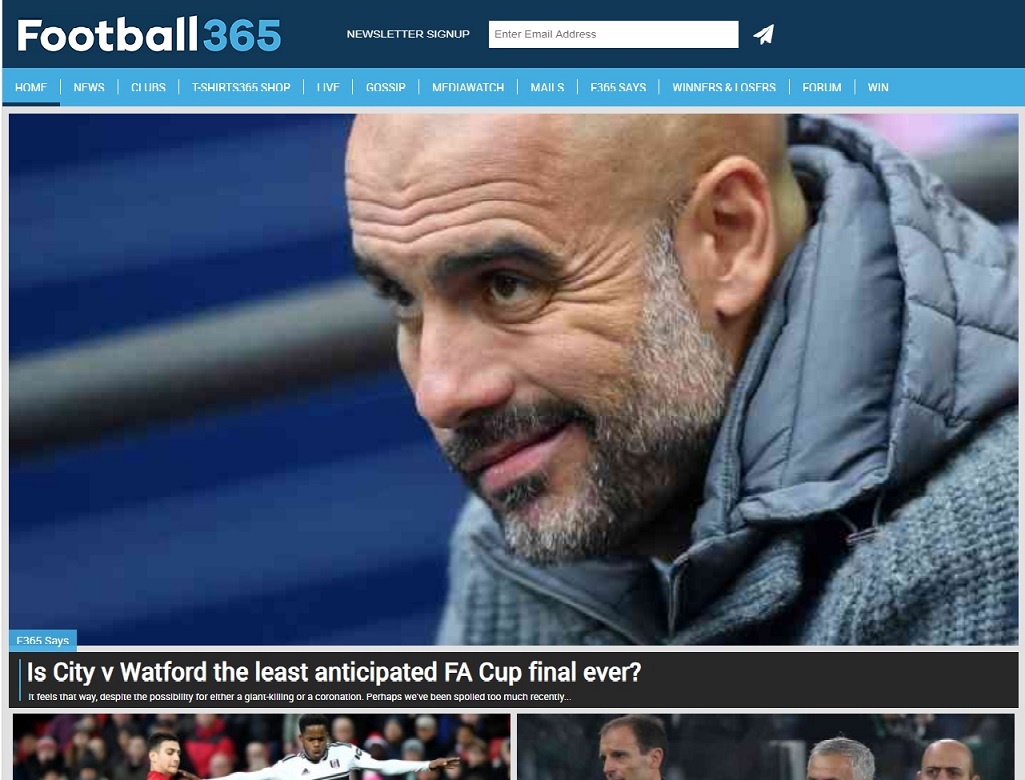 Football365
NEWSLETTER SIGNUP
Enter Email Address
HOME
NEWS
CLUBS
T-SHIRTS365 SHOP
LIVE
GOSSIP
MEDIAWATCH
MAILS
F365 SAYS
WINNERS & LOSERS
FORUM
WIN
F365 Says
Is City v Watford the least anticipated FA Cup final ever?
It feels that way, despite the possibility for either a giant-killing or a coronation. Perhaps we've been spoiled too much recently...